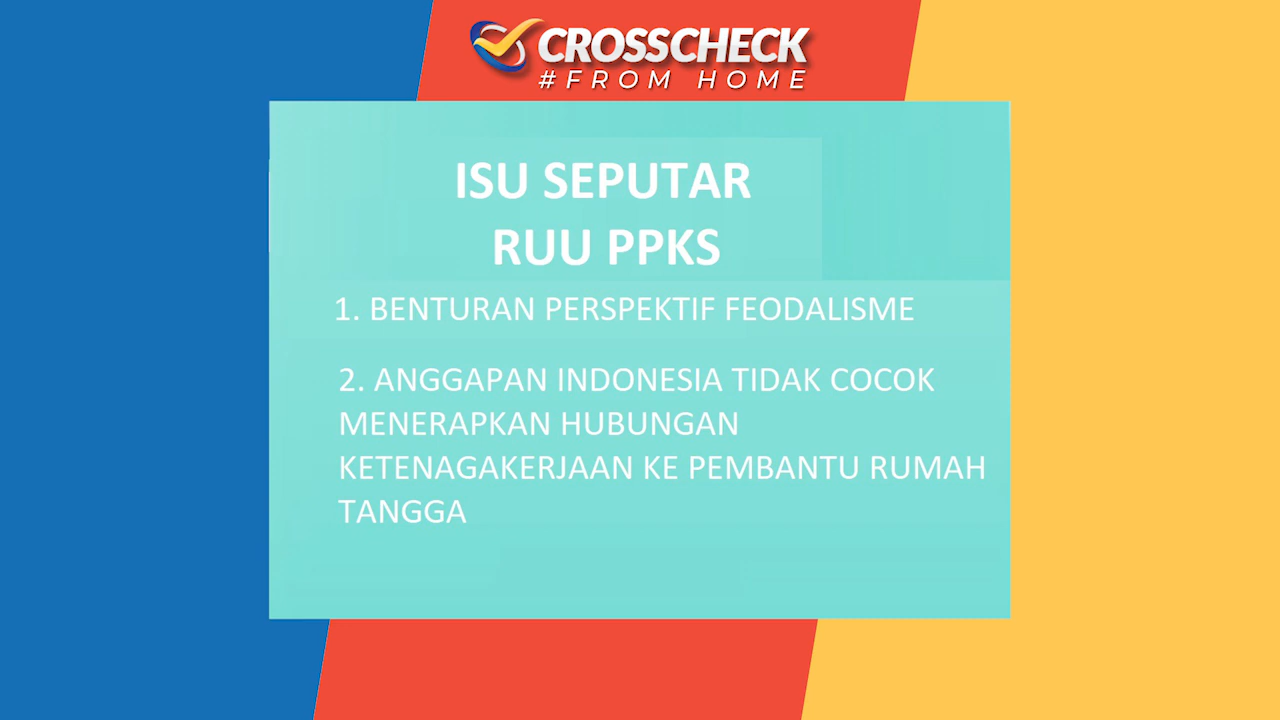 CROSSCHECK
#FROM HOME
ISU SEPUTAR
RUU PPKS
1. BENTURAN PERSPEKTIF FEODALISME
2. ANGGAPAN INDONESIA TIDAK COCOK
MENERAPKAN HUBUNGAN
KETENAGAKERJAAN KE PEMBANTU RUMAH
TANGGA